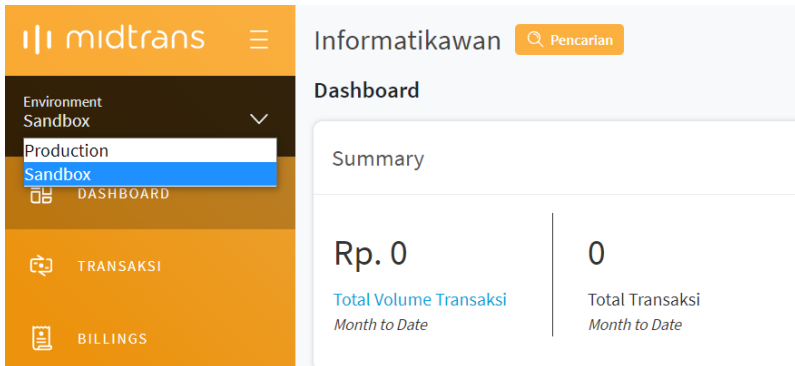 midtrans
Environment
Sandbox
Production
Sandbox
DASHBOARD
TRANSAKSI
BILLINGS
Informatikawan
Pencarian
Dashboard
Summary
Rp. 0
Total Volume Transaksi
Month to Date
0
Total Transaksi
Month to Date